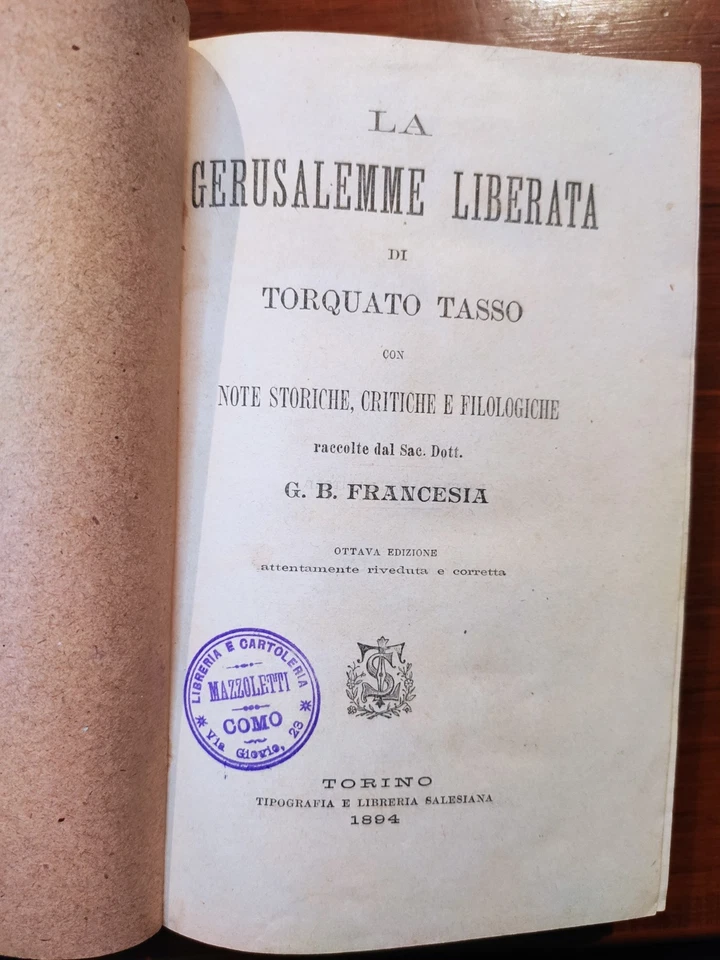 LA
GERUSALEMME LIBERATA
DI
TORQUATO TASSO
CON
NOTE STORICHE, CRITICHE E FILOLOGICHE
raccolte dal Sac. Dott.
G. B. FRANCESIA
OTTAVA EDIZIONE
attentamente riveduta e corretta
LIBRERIA E CARTOLERIA
MAZZOLETTI
COMO
Via Giovio, 23
TORINO
TIPOGRAFIA E LIBRERIA SALESIANA
1894